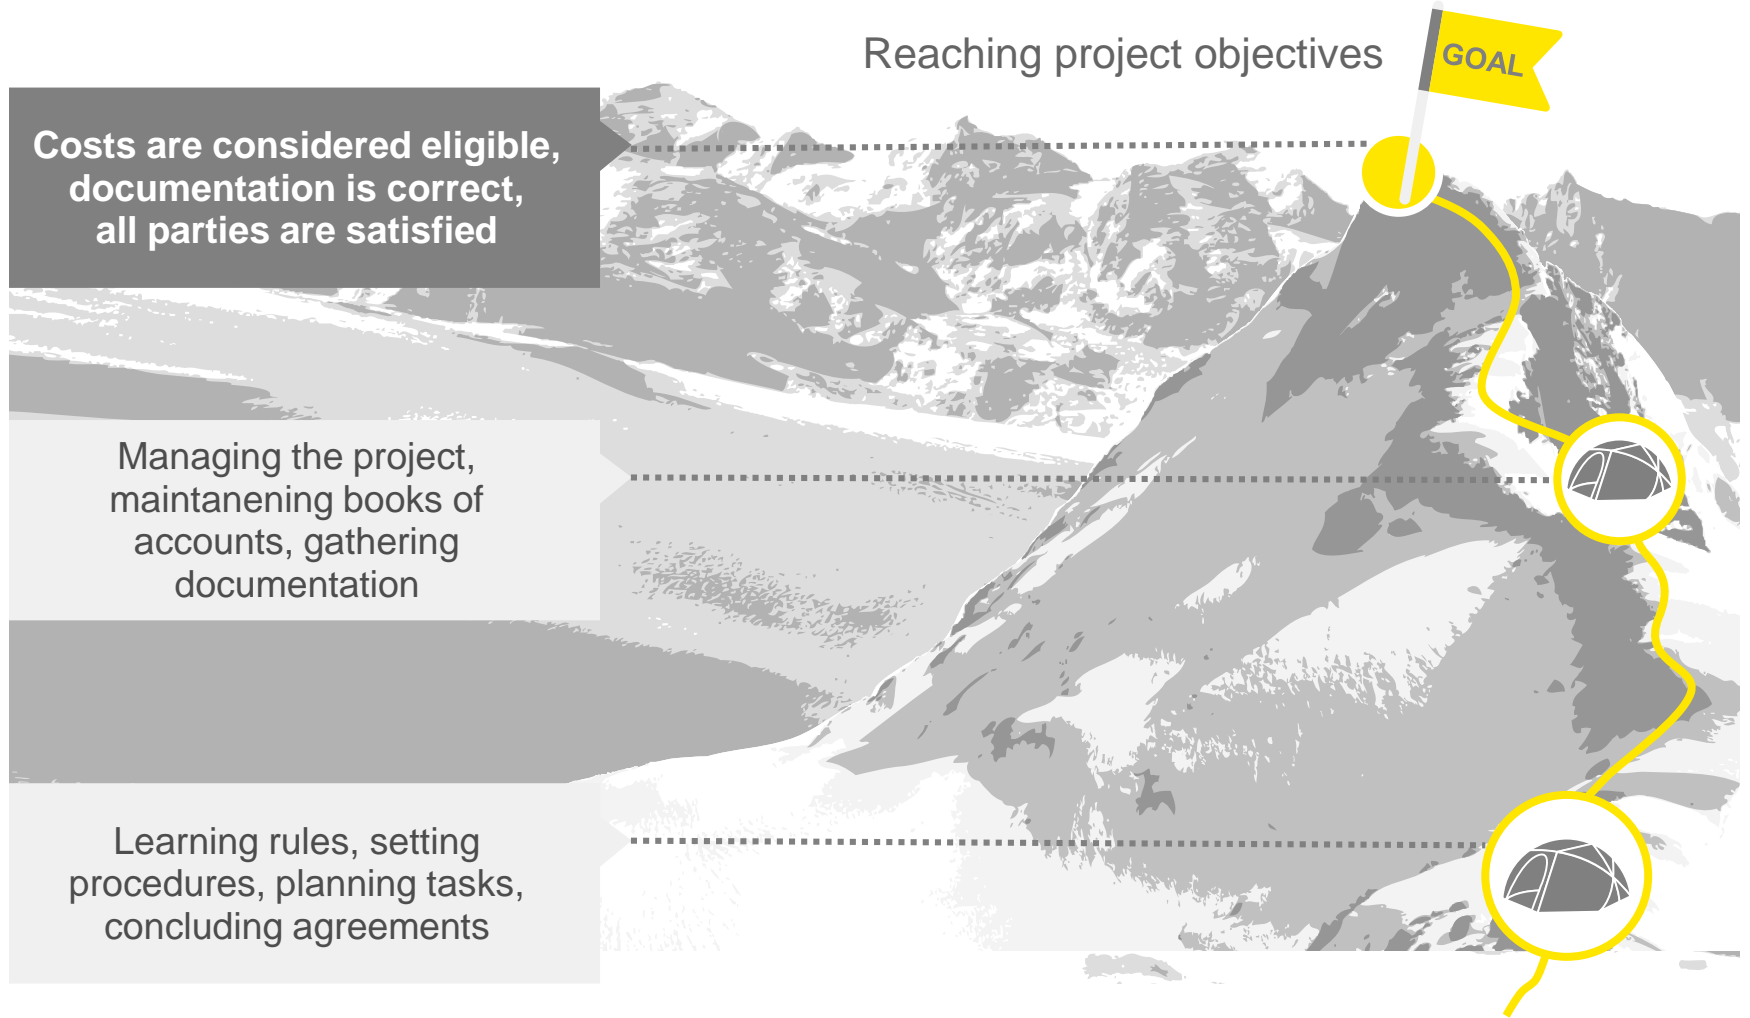 Reaching project objectives
GOAL
Costs are considered eligible,
documentation is correct,
all parties are satisfied
Managing the project,
maintanening books of
accounts, gathering
documentation
Learning rules, setting
procedures, planning tasks,
concluding agreements